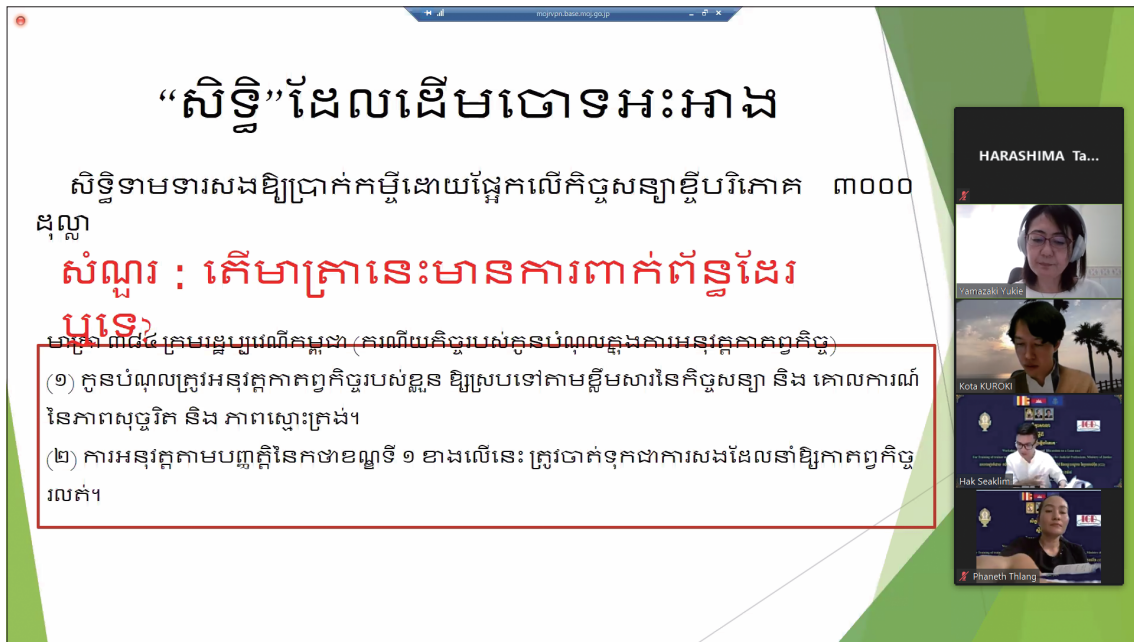 mojrvpn.base.moj.go.jp
“សិទ្ធិ”ដែលដើមចោទអះអាង
សិទ្ធិទាមទារសងឱ្យប្រាក់កម្ចីដោយផ្អែកលើកិច្ចសន្យាខ្ចីបរិភោគ ៣០០០
ដុល្លា
សំណួរ : តើមាត្រានេះមានការពាក់ព័ន្ធដែរ
ឬទេ?
មាត្រា ៣៨៤ ក្រមរដ្ឋប្បវេណីកម្ពុជា (ករណីយកិច្ចរបស់កូនបំណុលក្នុងការអនុវត្តកាតព្វកិច្ច)
(១) កូនបំណុលត្រូវអនុវត្តកាតព្វកិច្ចរបស់ខ្លួន ឱ្យស្របទៅតាមខ្លឹមសារនៃកិច្ចសន្យា និង គោលការណ៍
នៃភាពសុច្ចរិត និង ភាពស្មោះត្រង់។
(២) ការអនុវត្តតាមបញ្ញត្តិនៃកថាខណ្ឌទី ១ ខាងលើនេះ ត្រូវចាត់ទុកជាការសងដែលនាំឱ្យកាតព្វកិច្ច
រលត់។
HARASHIMA Ta...
Yamazaki Yukie
Kota KUROKI
Hak Seaklim
Phaneth Thlang